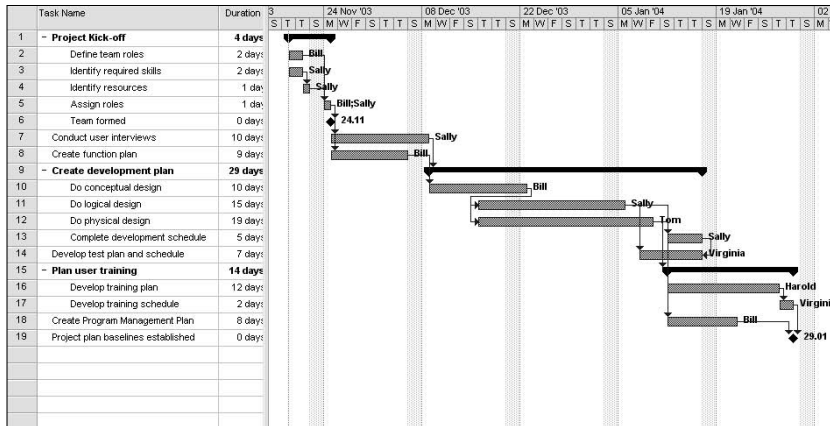 Task Name Duration 3 24 Nov '03 08 Dec '03 22 Dec '03 05 Jan '04 19 Jan '04 02
S T T S M W F S T T S M W F S T T S M W F S T T S M W F S T T S M W F S T T S M
1 - Project Kick-off 4 days
2 Define team roles 2 days Bill
3 Identify required skills 2 days Sally
4 Identify resources 1 day Sally
5 Assign roles 1 day Bill;Sally
6 Team formed 0 days 24.11
7 Conduct user interviews 10 days Sally
8 Create function plan 9 days Bill
9 - Create development plan 29 days
10 Do conceptual design 10 days Bill
11 Do logical design 15 days Sally
12 Do physical design 19 days Tom
13 Complete development schedule 5 days Sally
14 Develop test plan and schedule 7 days Virginia
15 - Plan user training 14 days
16 Develop training plan 12 days Harold
17 Develop training schedule 2 days Virgini
18 Create Program Management Plan 8 days Bill
19 Project plan baselines established 0 days 29.01